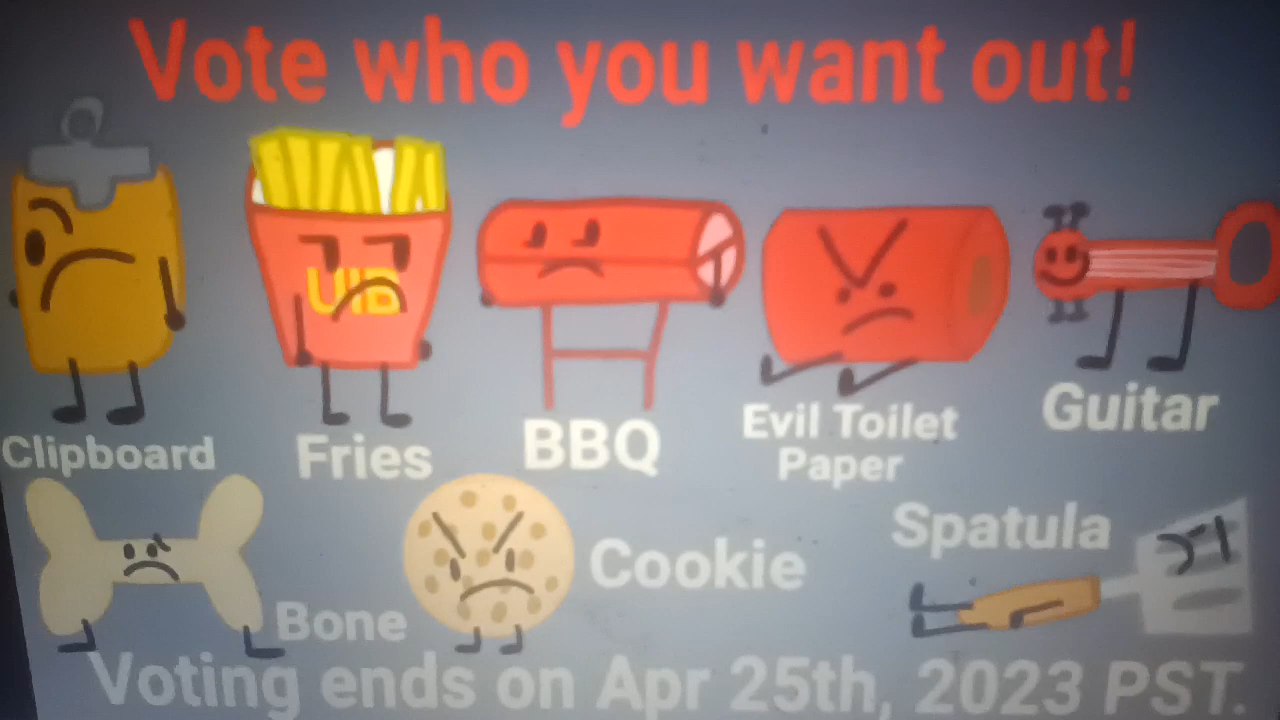 Vote who you want out!
UIB
Clipboard
Fries
BBQ
Evil Toilet
Paper
Guitar
Bone
Cookie
Spatula
Voting ends on Apr 25th, 2023 PST.